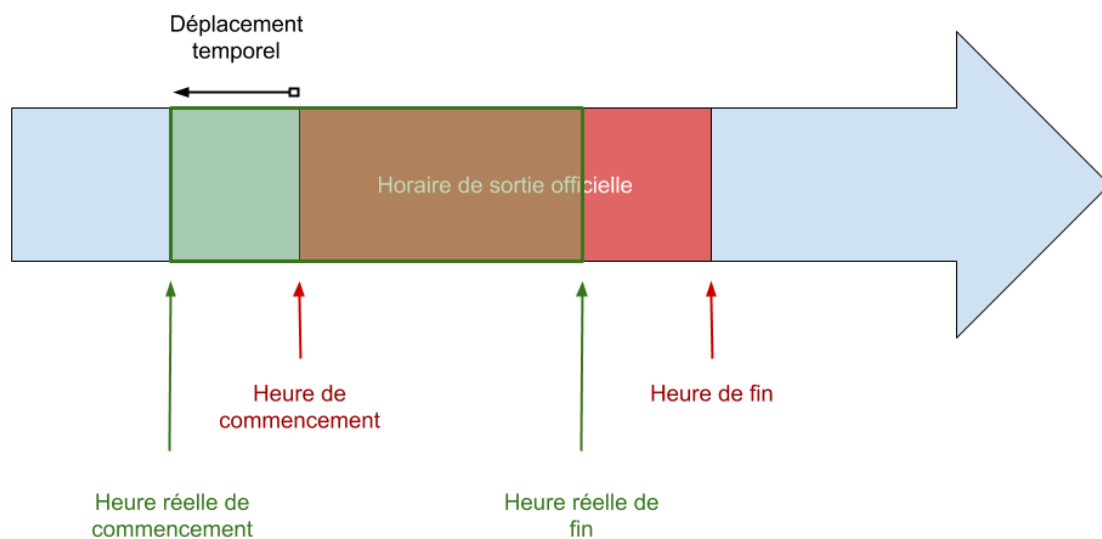 Déplacement
temporel
Horaire de sortie officielle
Heure de
commencement
Heure de fin
Heure réelle de
commencement
Heure réelle de
fin